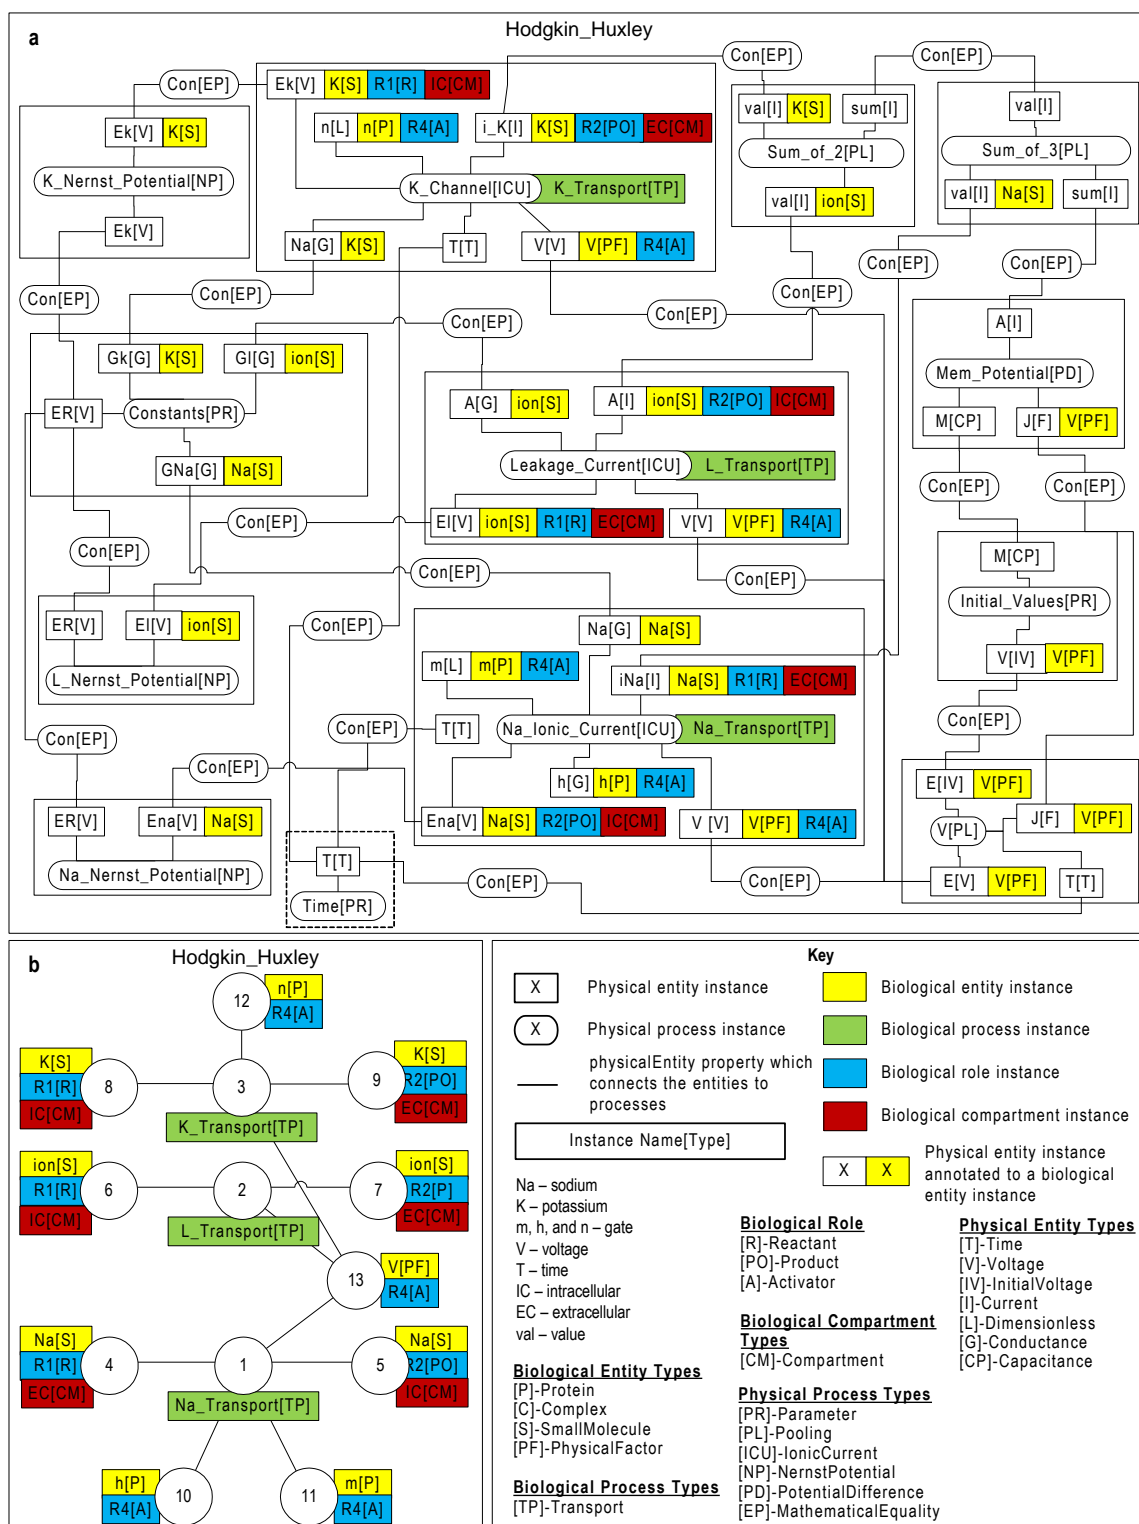 Hodgkin_Huxley
a
Con[EP]
Con[EP]
Con[EP]
Ek[V] K[S] R1[R] IC[CM]
val[I] K[S] sum[I]
val[I]
Ek[V] K[S]
n[L] n[P] R4[A]
i_K[I] K[S] R2[PO] EC[CM]
Sum_of_2[PL]
Sum_of_3[PL]
K_Nernst_Potential[NP]
K_Channel[ICU] K_Transport[TP]
val[I] ion[S]
val[I] Na[S] sum[I]
Ek[V]
Na[G] K[S]
T[T]
V[V] V[PF] R4[A]
Con[EP]
Con[EP]
Con[EP]
Con[EP]
Con[EP]
Con[EP]
Con[EP]
Con[EP]
A[I]
Gk[G] K[S]
Gl[G] ion[S]
Mem_Potential[PD]
ER[V]
Constants[PR]
A[G] ion[S]
A[I] ion[S] R2[PO] IC[CM]
M[CP]
J[F] V[PF]
GNa[G] Na[S]
Leakage_Current[ICU] L_Transport[TP]
Con[EP]
Con[EP]
Con[EP]
El[V] ion[S] R1[R] EC[CM]
V[V] V[PF] R4[A]
Con[EP]
Con[EP]
Con[EP]
M[CP]
Initial_Values[PR]
ER[V]
El[V] ion[S]
Con[EP]
Na[G] Na[S]
V[IV] V[PF]
L_Nernst_Potential[NP]
m[L] m[P] R4[A]
iNa[I] Na[S] R1[R] EC[CM]
Con[EP]
Con[EP]
Con[EP]
T[T]
Na_Ionic_Current[ICU] Na_Transport[TP]
Con[EP]
h[G] h[P] R4[A]
E[IV] V[PF]
ER[V]
Ena[V] Na[S]
Ena[V] Na[S] R2[PO] IC[CM]
V [V] V[PF] R4[A]
V[PL]
J[F] V[PF]
Na_Nernst_Potential[NP]
T[T]
Con[EP]
Con[EP]
E[V] V[PF]
T[T]
Time[PR]
b
Hodgkin_Huxley
12
n[P]
R4[A]
K[S]
R1[R]
IC[CM]
8
3
9
K[S]
R2[PO]
EC[CM]
K_Transport[TP]
ion[S]
R1[R]
IC[CM]
6
2
7
ion[S]
R2[P]
EC[CM]
L_Transport[TP]
13
V[PF]
R4[A]
Na[S]
R1[R]
EC[CM]
4
1
5
Na[S]
R2[PO]
IC[CM]
Na_Transport[TP]
h[P]
R4[A]
10
11
m[P]
R4[A]
Key
X
Physical entity instance
X
Physical process instance
physicalEntity property which
connects the entities to
processes
Instance Name[Type]
Biological entity instance
Biological process instance
Biological role instance
Biological compartment instance
X X
Physical entity instance
annotated to a biological
entity instance
Na – sodium
K – potassium
m, h, and n – gate
V – voltage
T – time
IC – intracellular
EC – extracellular
val – value
Biological Entity Types
[P]-Protein
[C]-Complex
[S]-SmallMolecule
[PF]-PhysicalFactor
Biological Process Types
[TP]-Transport
Biological Role
[R]-Reactant
[PO]-Product
[A]-Activator
Biological Compartment
Types
[CM]-Compartment
Physical Process Types
[PR]-Parameter
[PL]-Pooling
[ICU]-IonicCurrent
[NP]-NernstPotential
[PD]-PotentialDifference
[EP]-MathematicalEquality
Physical Entity Types
[T]-Time
[V]-Voltage
[IV]-InitialVoltage
[I]-Current
[L]-Dimensionless
[G]-Conductance
[CP]-Capacitance